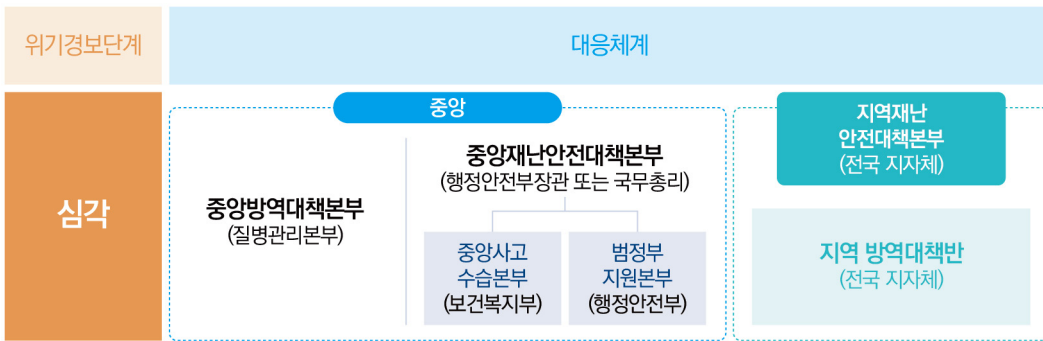 위기경보단계
대응체계
심각
중앙
중앙방역대책본부
(질병관리본부)
중앙재난안전대책본부
(행정안전부장관 또는 국무총리)
중앙사고
수습본부
(보건복지부)
범정부
지원본부
(행정안전부)
지역재난
안전대책본부
(전국 지자체)
지역 방역대책반
(전국 지자체)